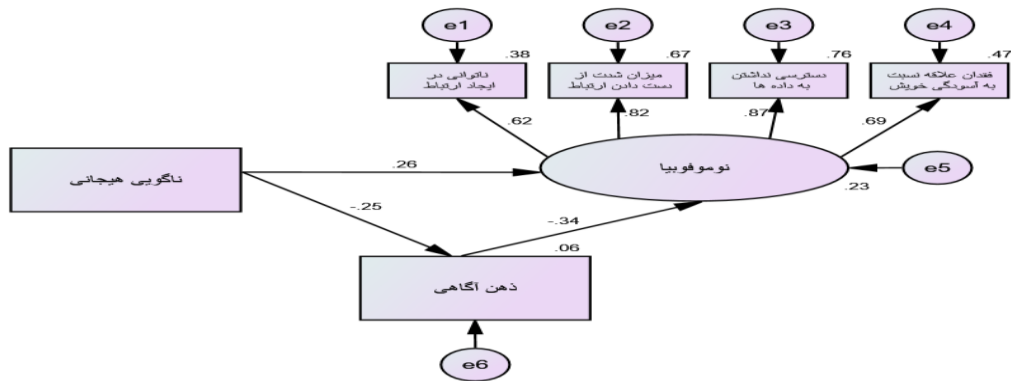 e1
e2
e3
e4
.38
.67
.76
.47
ناتوانی در
ایجاد ارتباط
میزان شدت از
دست دادن ارتباط
دسترسی نداشتن
به داده ها
فقدان علاقه نسبت
به آسودگی خویش
.62
.82
.87
.69
ناگویی هیجانی
.26
نوموفوبیا
e5
.23
-.25
-.34
.06
ذهن آگاهی
e6